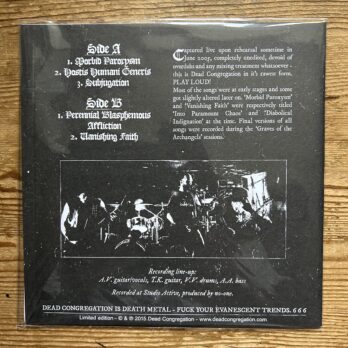 Side A
1. Morbid Paroxysm
2. Hostis Humani Generis
3. Subjugation
Side B
1. Perennial Blasphemous
Affliction
2. Vanishing Faith
Captured live upon rehearsal sometime in
June 2005, completely unedited, devoid of
overdubs and any mixing treatment whatsoever -
this is Dead Congregation in it's rawest form.
PLAY LOUD!
Most of the songs were at early stages and some
got slightly altered later on. 'Morbid Paroxysm'
and 'Vanishing Faith' were respectively titled
'Into Paramount Chaos' and 'Diabolical
Indignation' at the time. Final versions of all
songs were recorded during the 'Graves of the
Archangels' sessions.
Recording line-up:
A.V. guitar/vocals, T.K. guitar, V.V. drums, A.A. bass
Recorded at Studio Active, produced by no-one.
DEAD CONGREGATION IS DEATH METAL - FUCK YOUR EVANESCENT TRENDS. 6 6 6
Limited edition - © & ℗ 2015 Dead Congregation - www.deadcongregation.com